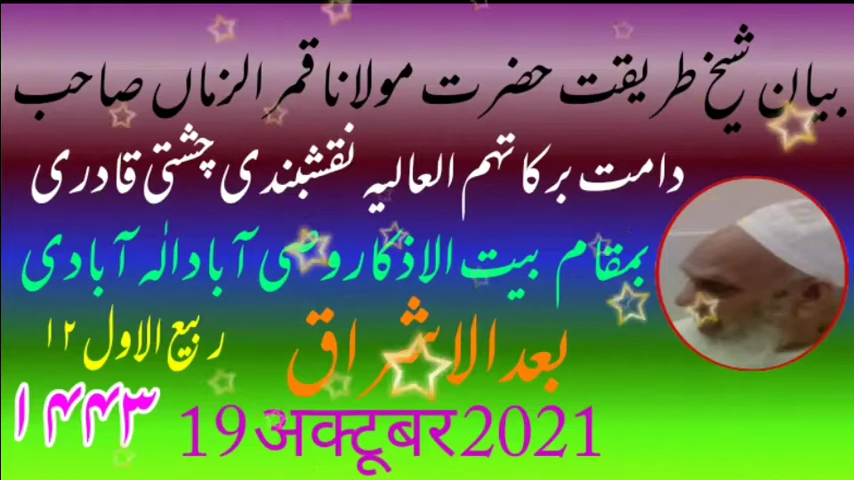 بیان شیخ طریقت حضرت مولانا قمر الزماں صاحب
دامت برکاتہم العالیہ نقشبندی چشتی قادری
بمقام بیت الاذکار وصی آباد الٰہ آبادی
بعد الاشراق
ربیع الاول ۱۲
۱۴۴۳
19 अक्टूबर 2021